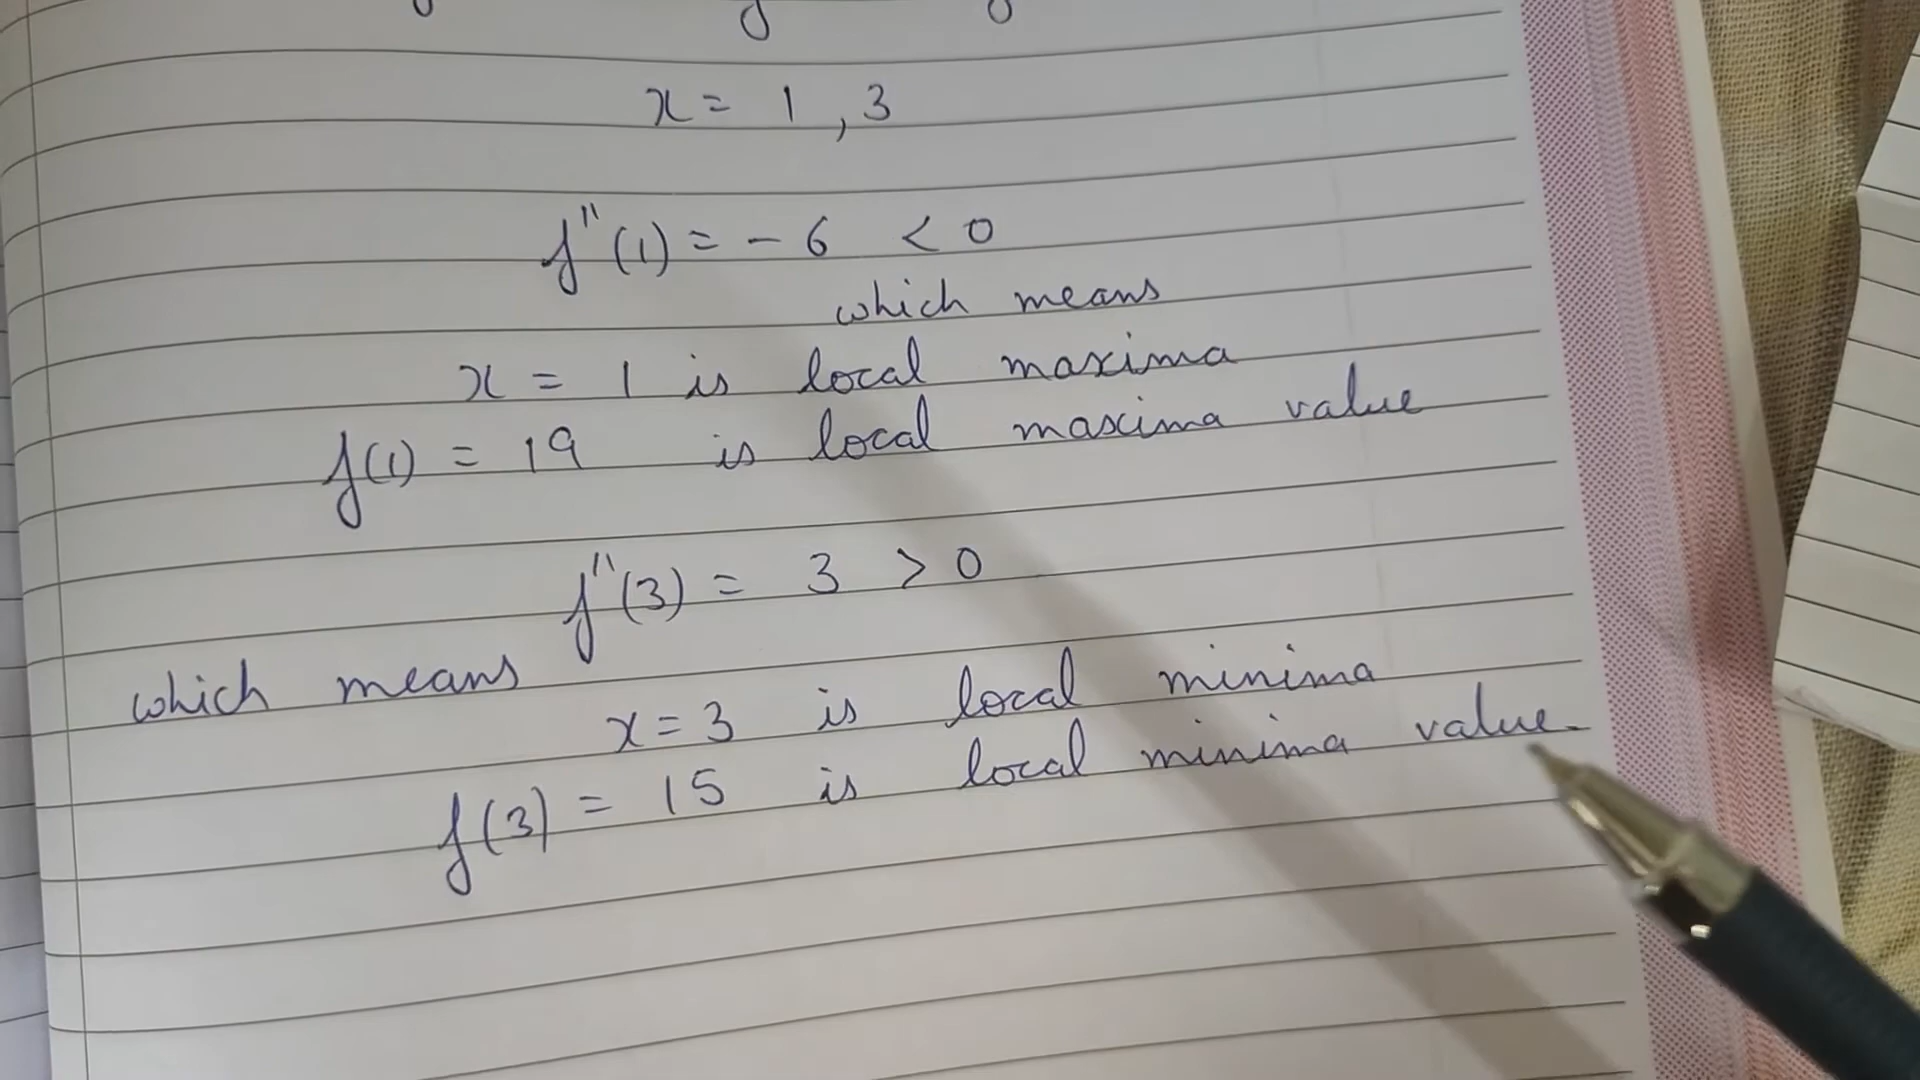 x = 1 , 3
f''(1) = - 6 < 0
which means
x = 1 is local maxima
f(1) = 19 is local maxima value
f''(3) = 3 > 0
which means
x = 3 is local minima
f(3) = 15 is local minima value.